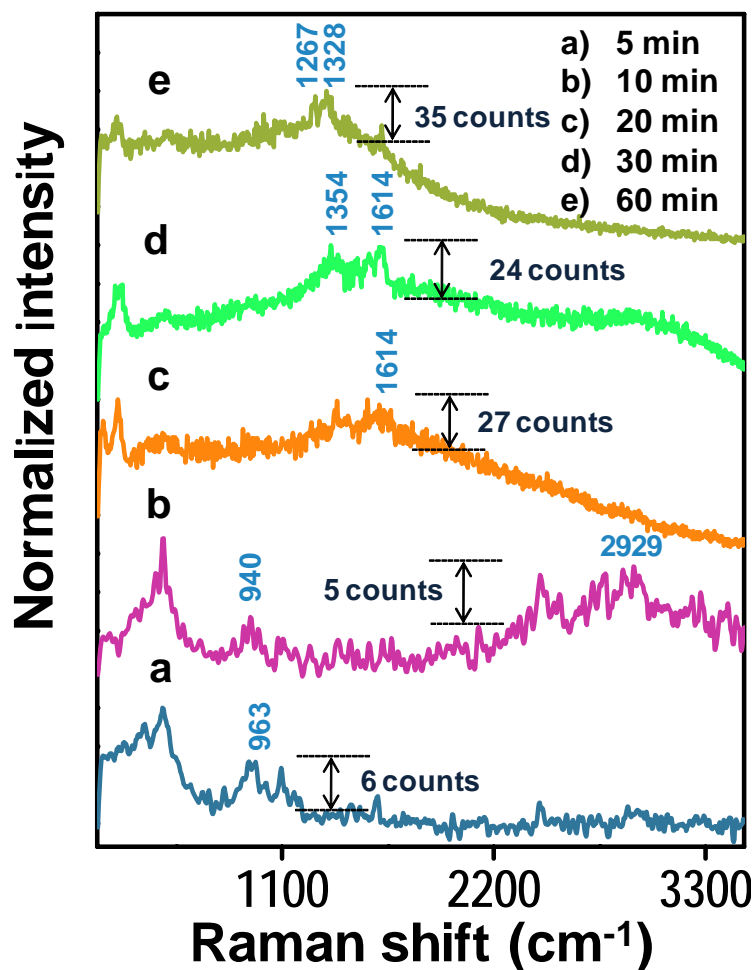 a) 5 min
b) 10 min
c) 20 min
d) 30 min
e) 60 min
e
1267
1328
35 counts
d
1354
1614
24 counts
c
1614
27 counts
b
940
5 counts
2929
a
963
6 counts
Normalized intensity
1100 2200 3300
Raman shift (cm-1)